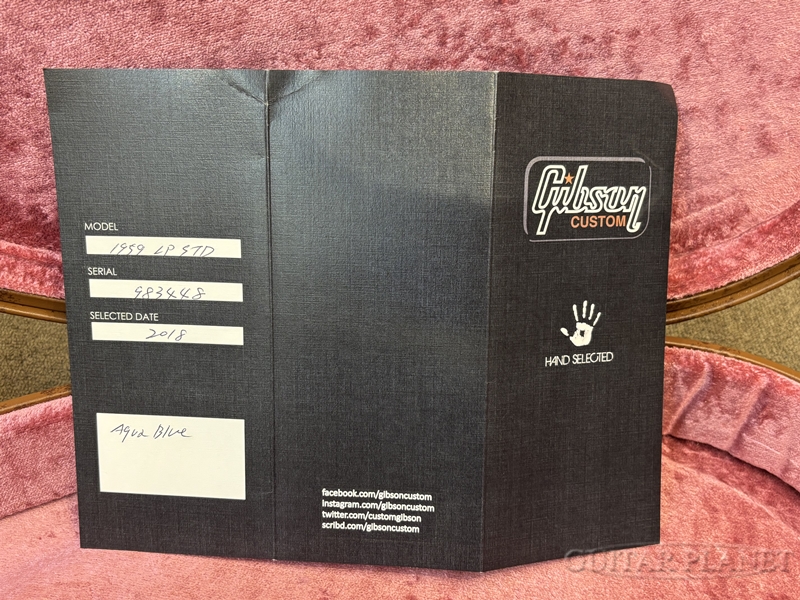 MODEL
1959 LP STD
SERIAL
983448
SELECTED DATE
2018
Aqua Blue
facebook.com/gibsoncustom
instagram.com/gibsoncustom
twitter.com/customgibson
scribd.com/gibsoncustom
Gibson
CUSTOM
HAND SELECTED
GUITAR PLANET